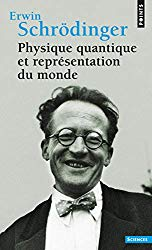 POINTS
Erwin
Schrödinger
Physique quantique
et représentation
du monde
Sciences